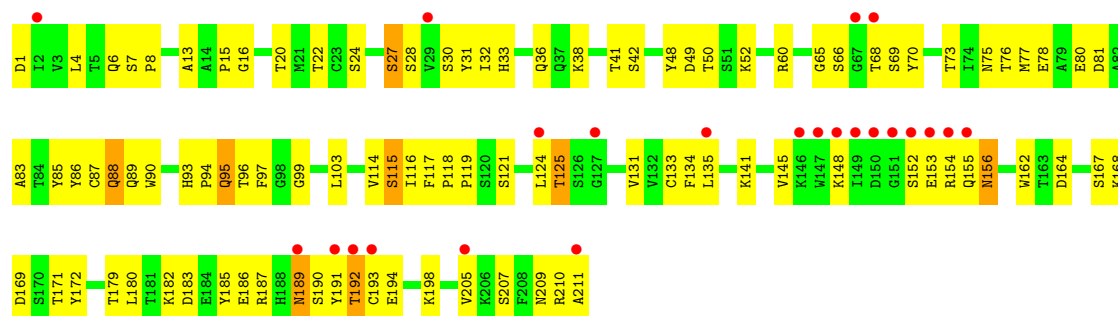 D1 I2 V3 L4 T5 Q6 S7 P8 A13 A14 P15 G16 T20 M21 T22 C23 S24 S27 S28 V29 S30 Y31 I32 H33 Q36 Q37 K38 T41 S42 Y48 D49 T50 S51 K52 R60 G65 S66 G67 T68 S69 Y70 T73 I74 N75 T76 M77 E78 A79 E80 D81 A82
A83 T84 Y85 Y86 C87 Q88 Q89 W90 H93 P94 Q95 T96 F97 G98 G99 L103 V114 S115 I116 F117 P118 P119 S120 S121 L124 T125 S126 G127 V131 V132 C133 F134 L135 K141 V145 K146 W147 K148 I149 D150 G151 S152 E153 R154 Q155 N156 W162 T163 D164 S167 K168
D169 S170 T171 Y172 T179 L180 T181 K182 D183 E184 Y185 E186 R187 H188 N189 S190 Y191 T192 C193 E194 K198 V205 K206 S207 F208 N209 R210 A211